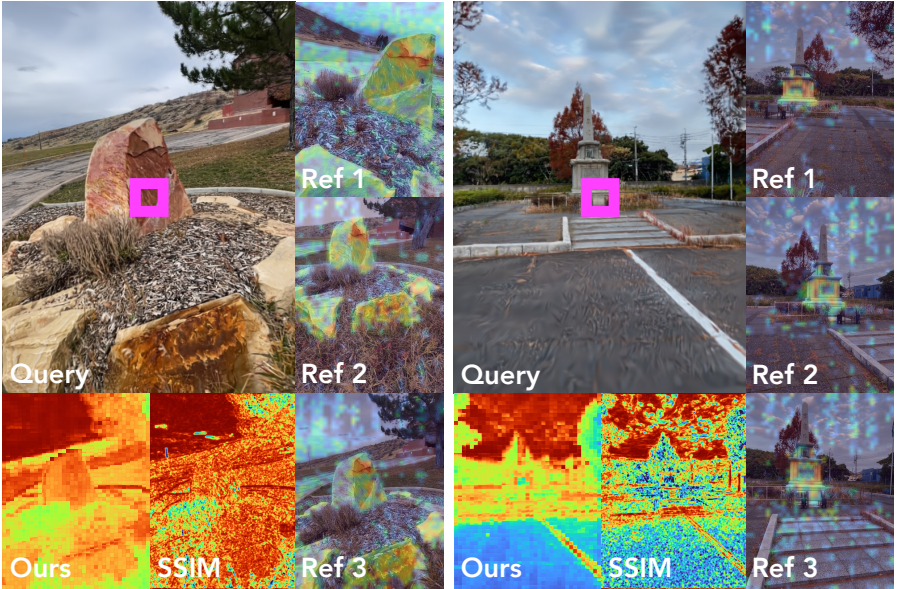 Ref 1
Query
Ref 2
Ours
SSIM
Ref 3
Ref 1
Query
Ref 2
Ours
SSIM
Ref 3